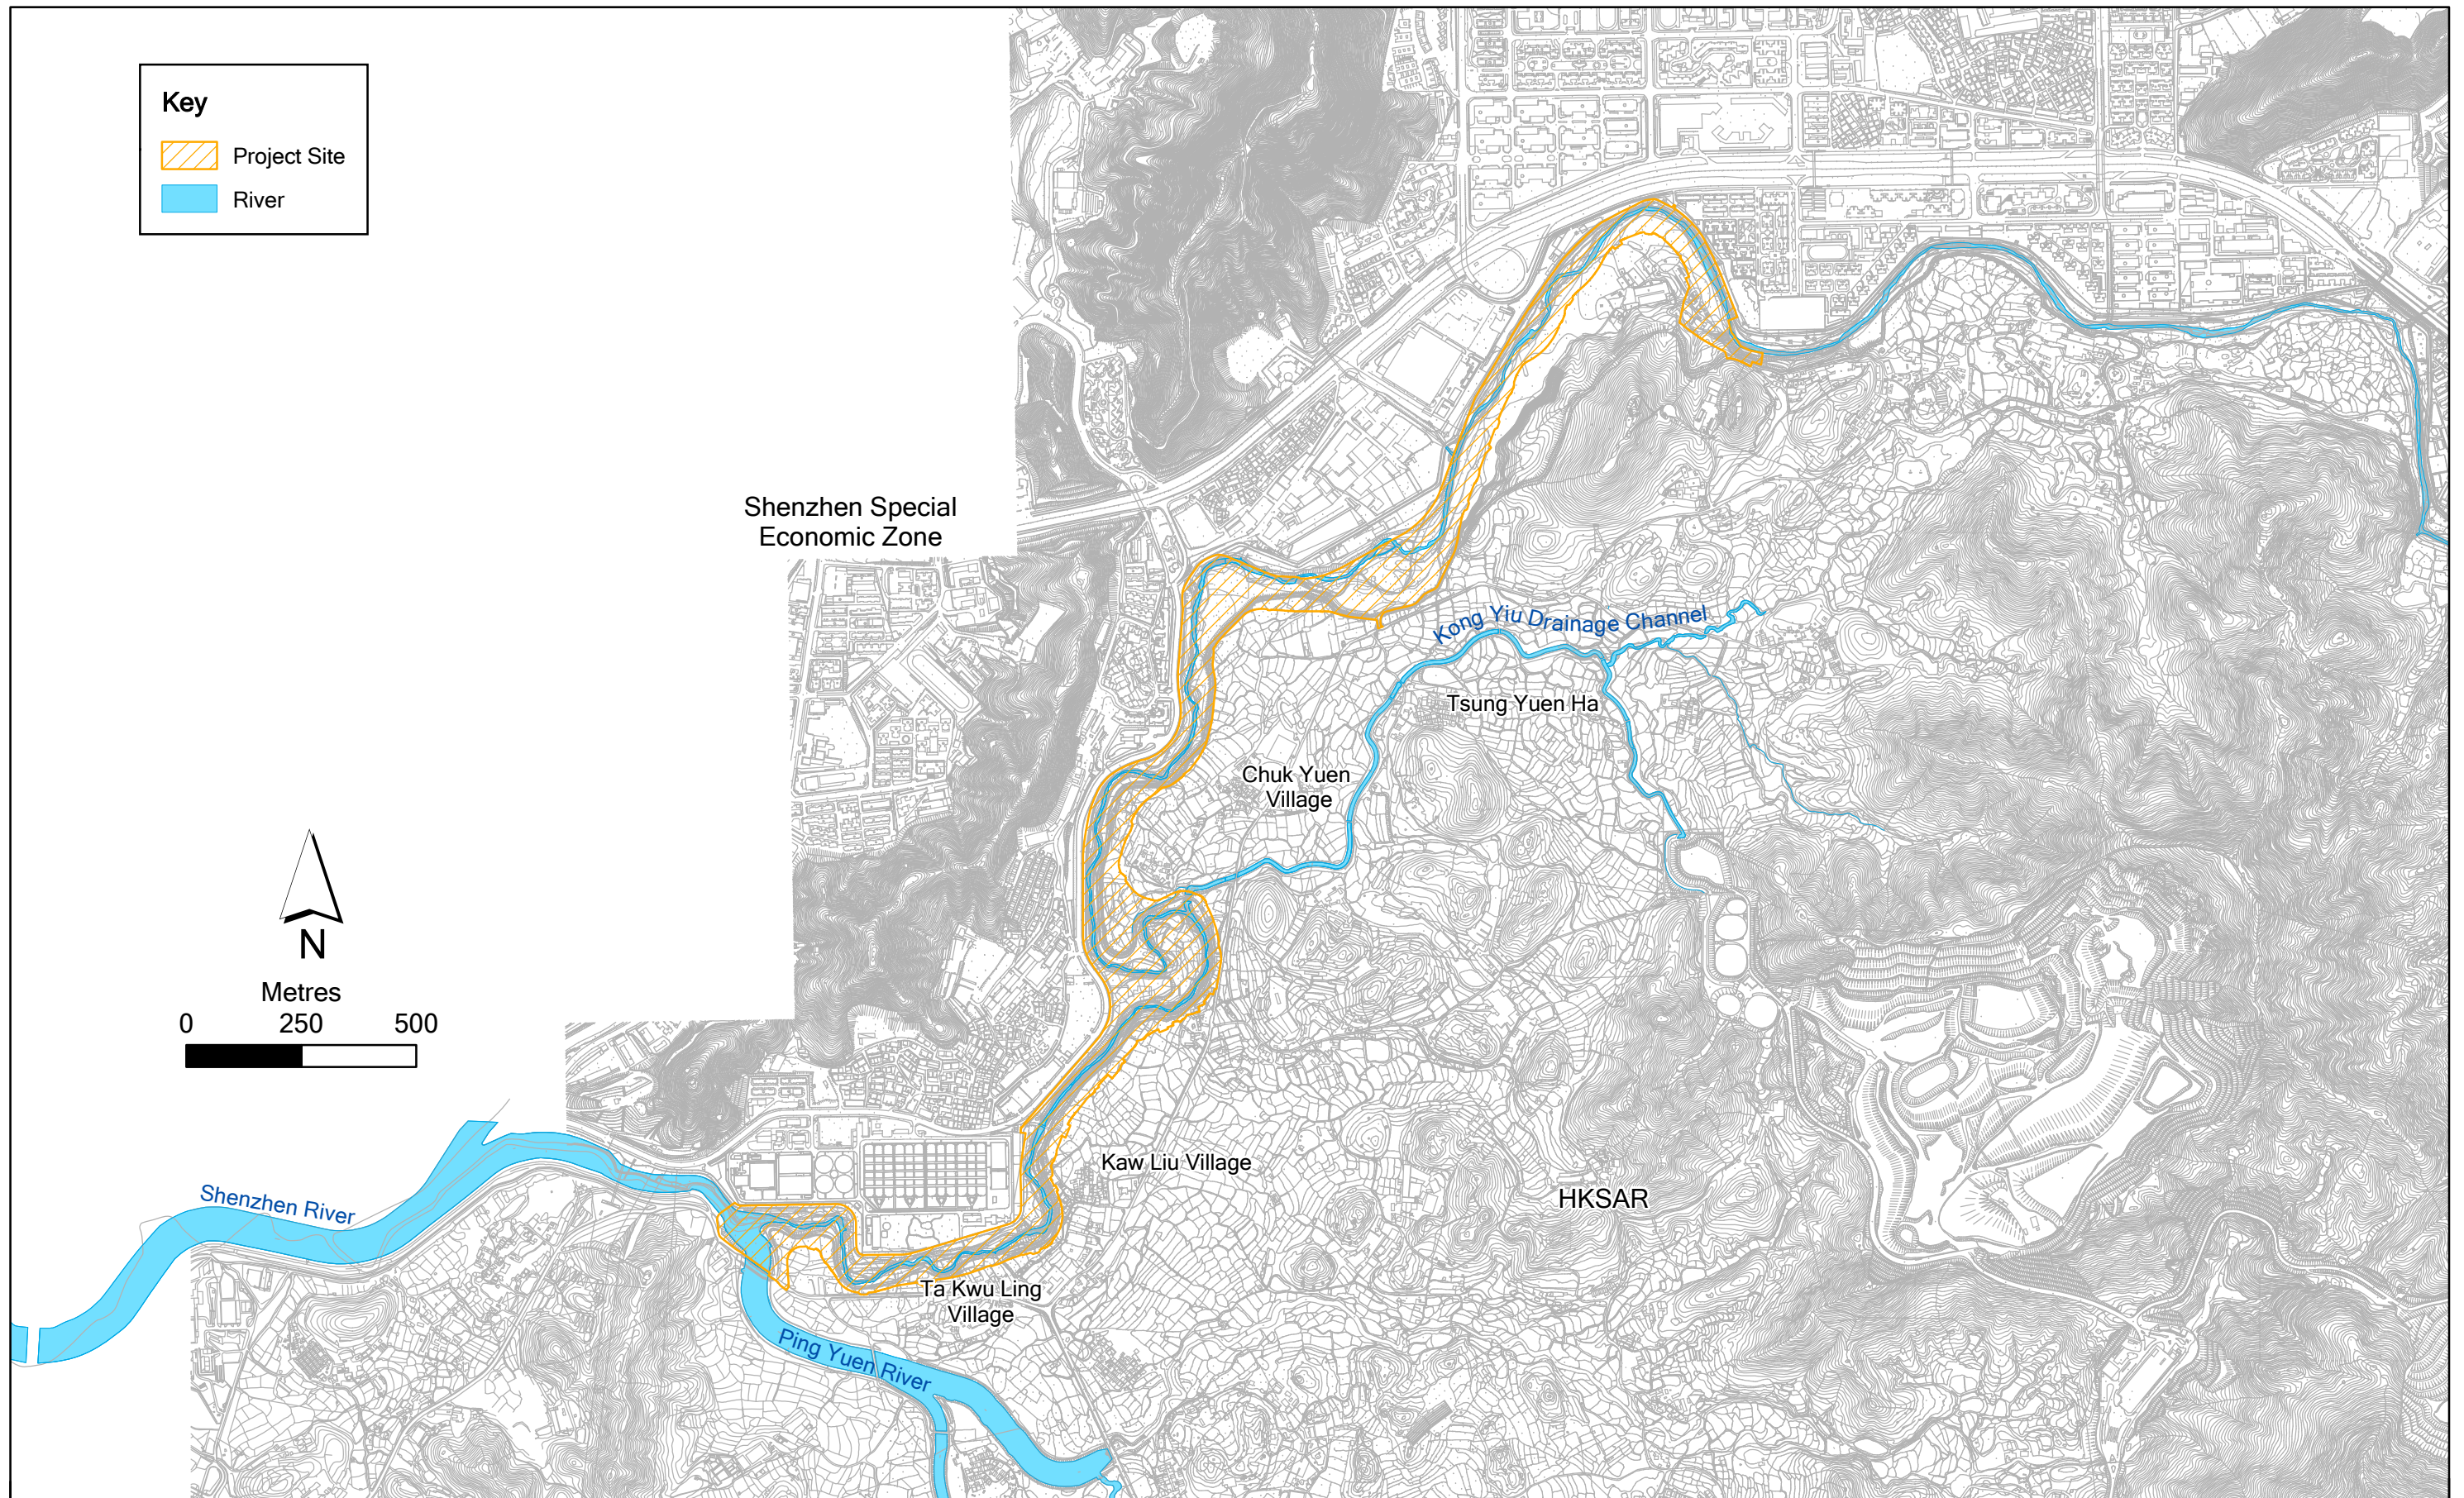 Key
Project Site
River
Shenzhen Special
Economic Zone
Kong Yiu Drainage Channel
Tsung Yuen Ha
Chuk Yuen
Village
N
Metres
0 250 500
Kaw Liu Village
Shenzhen River
HKSAR
Ta Kwu Ling
Village
Ping Yuen River